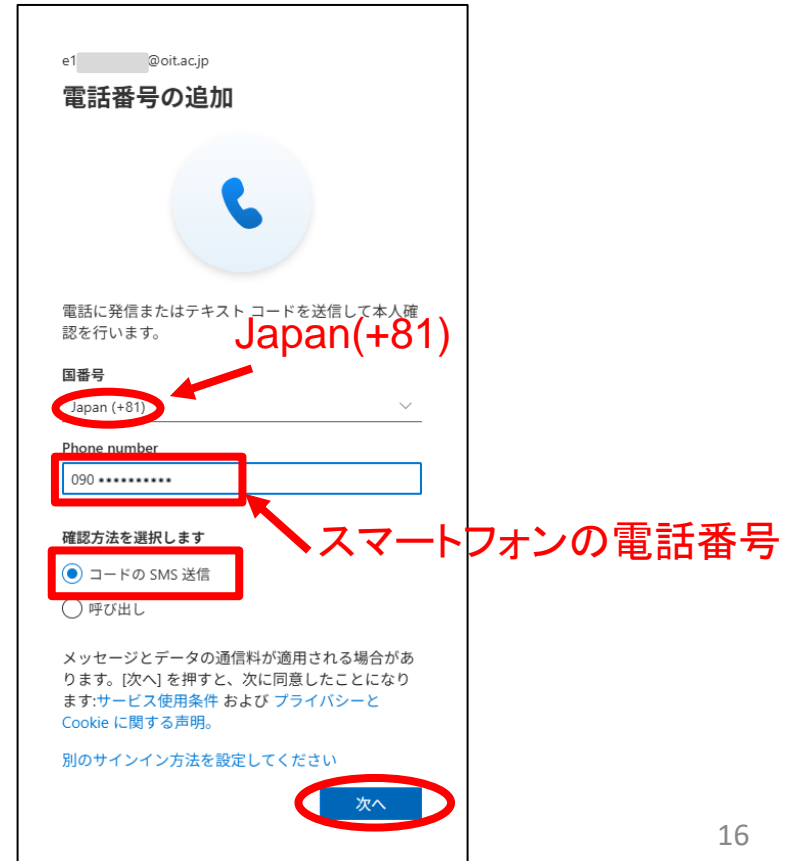 e1 @oit.ac.jp
電話番号の追加
電話に発信またはテキスト コードを送信して本人確
認を行います。
Japan(+81)
国番号
Japan (+81)
Phone number
090 ••••••••••
スマートフォンの電話番号
確認方法を選択します
コードの SMS 送信
呼び出し
メッセージとデータの通信料が適用される場合があ
ります。[次へ] を押すと、次に同意したことになり
ます:サービス使用条件 および プライバシーと
Cookie に関する声明。
別のサインイン方法を設定してください
次へ
16